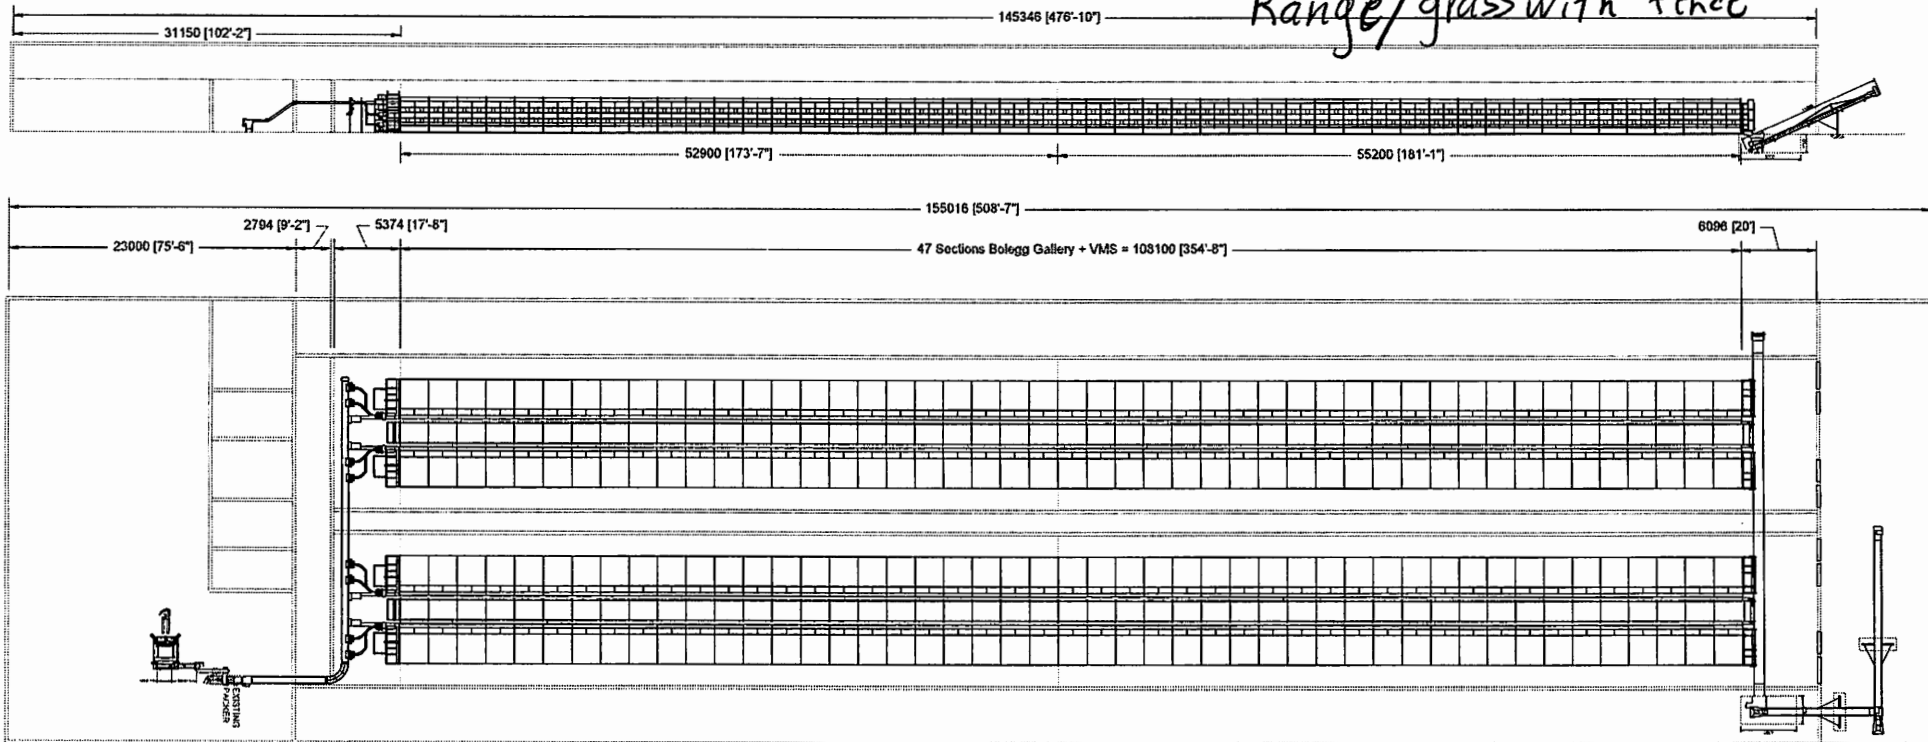 Range/grass with fence
145346 [476'-10"]
31150 [102'-2"]
52900 [173'-7"]
55200 [181'-1"]
155016 [508'-7"]
2794 [9'-2"]
5374 [17'-8"]
6096 [20']
23000 [75'-6"]
47 Sections Bolegg Gallery + VMS = 108100 [354'-8"]
EXISTING
PACKER